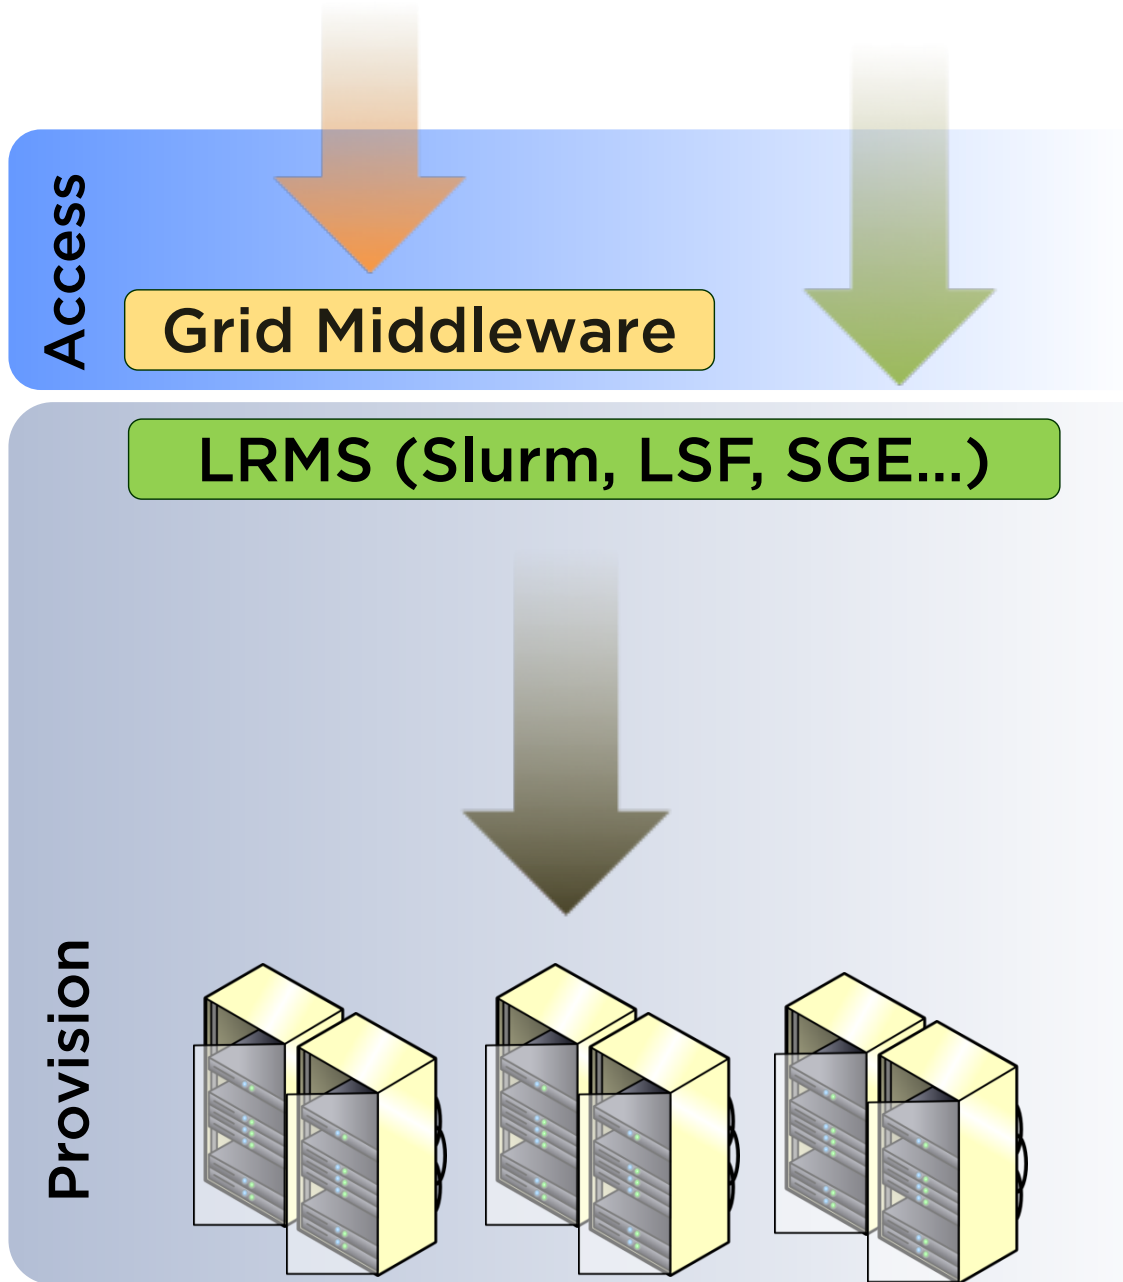 Access
Grid Middleware
LRMS (Slurm, LSF, SGE...)
Provision